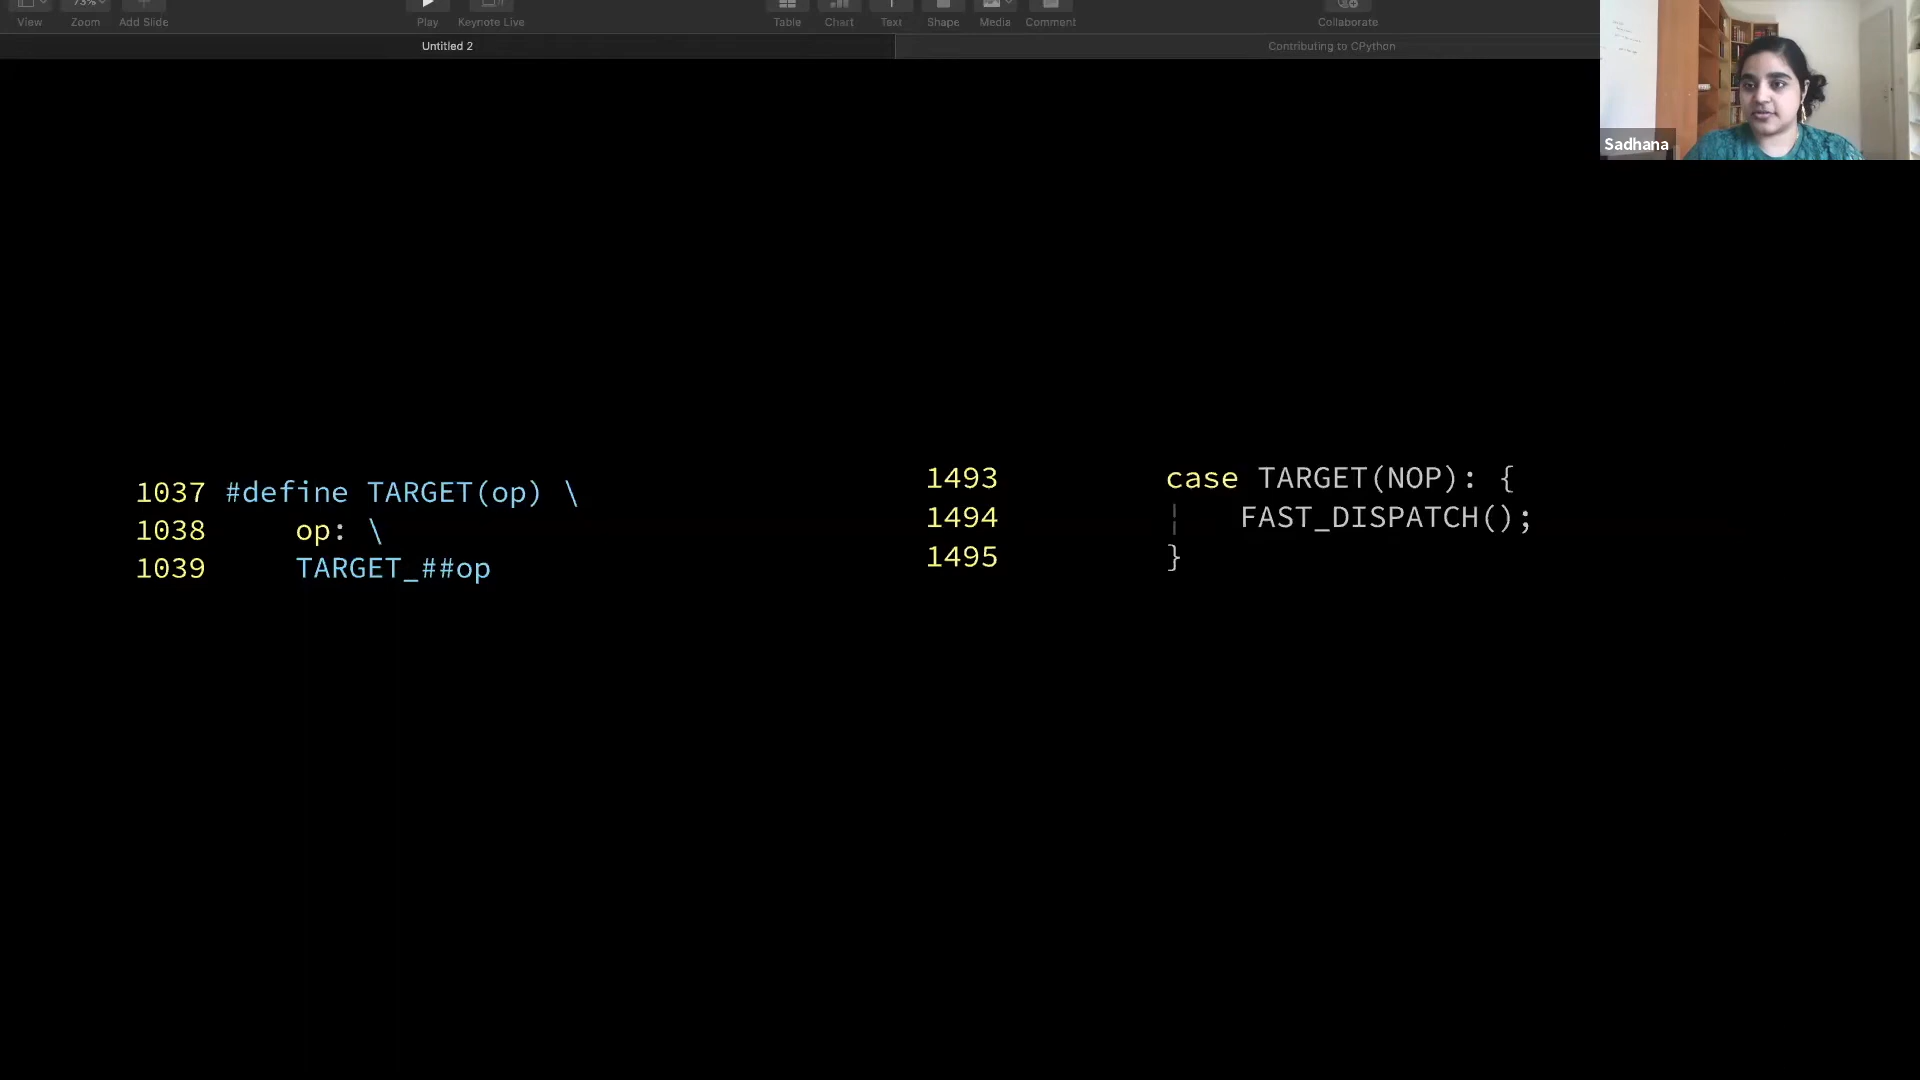 73%
View
Zoom
Add Slide
Play
Keynote Live
Table
Chart
Text
Shape
Media
Comment
Collaborate
Untitled 2
Contributing to CPython
Sadhana
1037 #define TARGET(op) \
1038     op: \
1039     TARGET_##op
1493 case TARGET(NOP): {
1494     FAST_DISPATCH();
1495 }